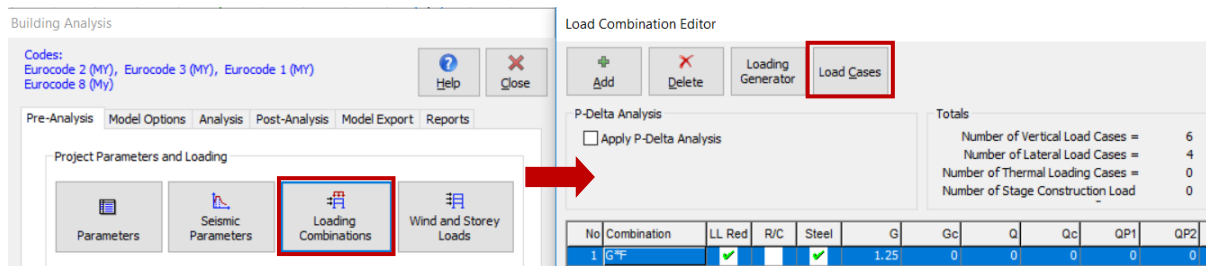 Building Analysis
Codes:
Eurocode 2 (MY), Eurocode 3 (MY), Eurocode 1 (MY)
Eurocode 8 (My)
Help
Close
Pre-Analysis Model Options Analysis Post-Analysis Model Export Reports
Project Parameters and Loading
Parameters
Seismic
Parameters
Loading
Combinations
Wind and Storey
Loads
Load Combination Editor
Add
Delete
Loading
Generator
Load Cases
P-Delta Analysis
Apply P-Delta Analysis
Totals
Number of Vertical Load Cases = 6
Number of Lateral Load Cases = 4
Number of Thermal Loading Cases = 0
Number of Stage Construction Load 0
No Combination LL Red R/C Steel G Gc Q Qc QP1 QP2
1 G*F 1.25 0 0 0 0 0